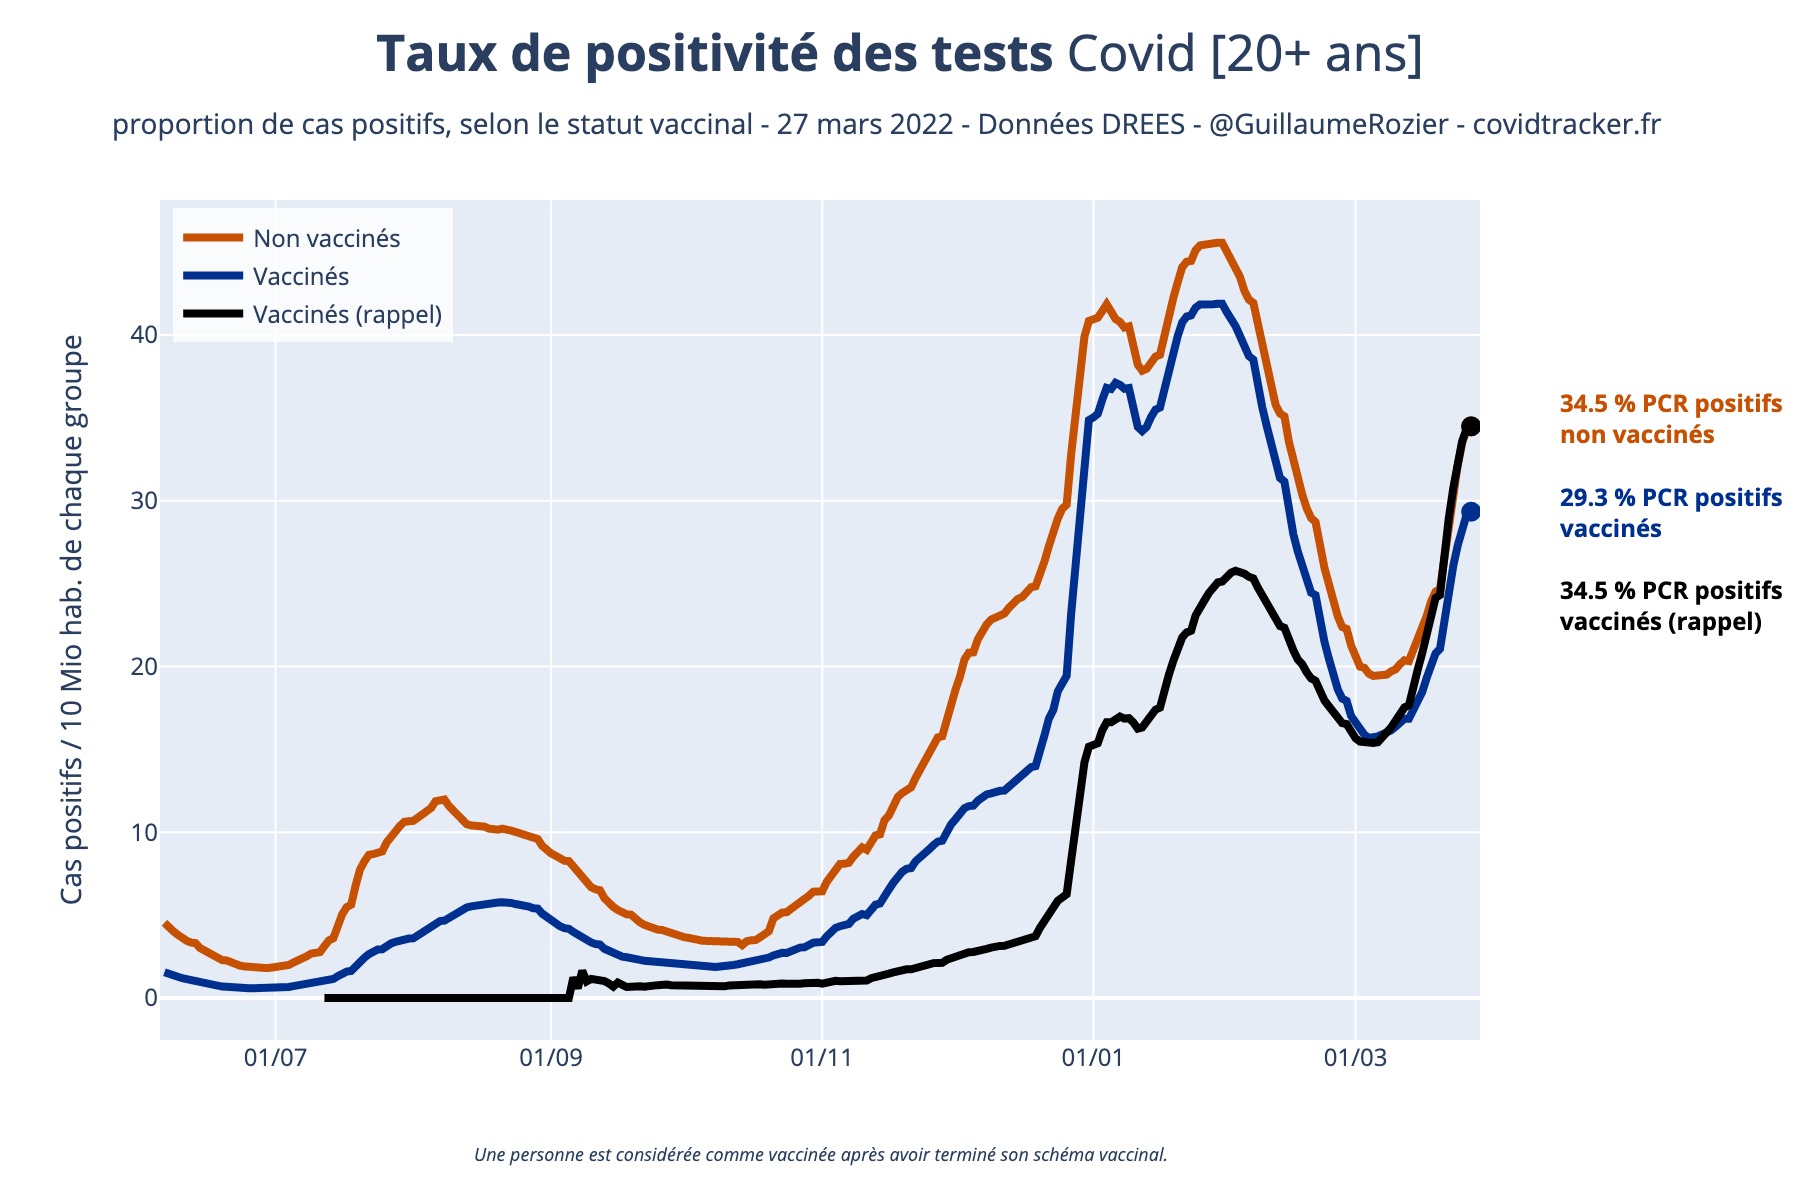 Taux de positivité des tests Covid [20+ ans]
proportion de cas positifs, selon le statut vaccinal - 27 mars 2022 - Données DREES - @GuillaumeRozier - covidtracker.fr
Non vaccinés
Vaccinés
Vaccinés (rappel)
Cas positifs / 10 Mio hab. de chaque groupe
40
30
20
10
0
01/07
01/09
01/11
01/01
01/03
34.5 % PCR positifs
non vaccinés
29.3 % PCR positifs
vaccinés
34.5 % PCR positifs
vaccinés (rappel)
Une personne est considérée comme vaccinée après avoir terminé son schéma vaccinal.